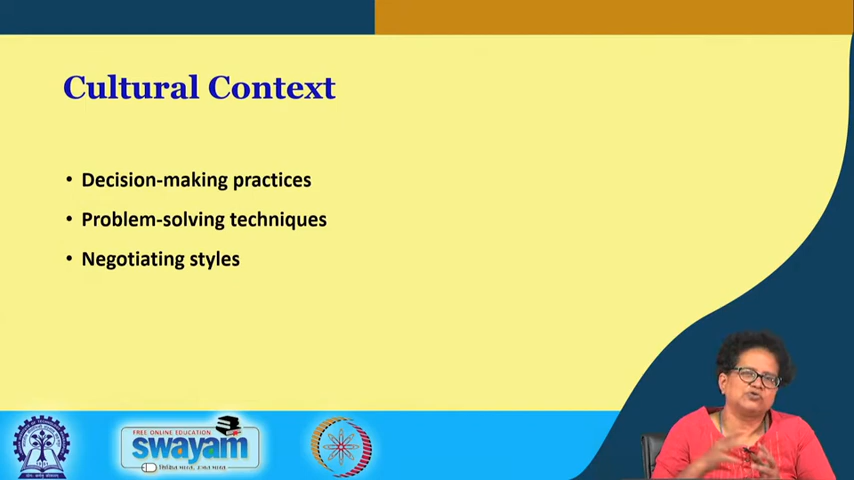 Cultural Context
• Decision-making practices
• Problem-solving techniques
• Negotiating styles
FREE ONLINE EDUCATION
swayam